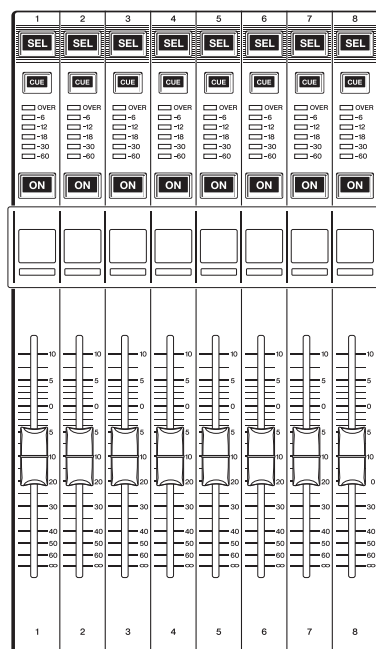 1 2 3 4 5 6 7 8
SEL SEL SEL SEL SEL SEL SEL SEL
CUE CUE CUE CUE CUE CUE CUE CUE
OVER OVER OVER OVER OVER OVER OVER OVER
-6 -6 -6 -6 -6 -6 -6 -6
-12 -12 -12 -12 -12 -12 -12 -12
-18 -18 -18 -18 -18 -18 -18 -18
-30 -30 -30 -30 -30 -30 -30 -30
-60 -60 -60 -60 -60 -60 -60 -60
ON ON ON ON ON ON ON ON
10 10 10 10 10 10 10 10
5 5 5 5 5 5 5 5
0 0 0 0 0 0 0 0
5 5 5 5 5 5 5 5
10 10 10 10 10 10 10 10
20 20 20 20 20 20 20 0
30 30 30 30 30 30 30 30
40 40 40 40 40 40 40 40
50 50 50 50 50 50 50 50
60 60 60 60 60 60 60 60
∞ ∞ ∞ ∞ ∞ ∞ ∞ ∞
1 2 3 4 5 6 7 8